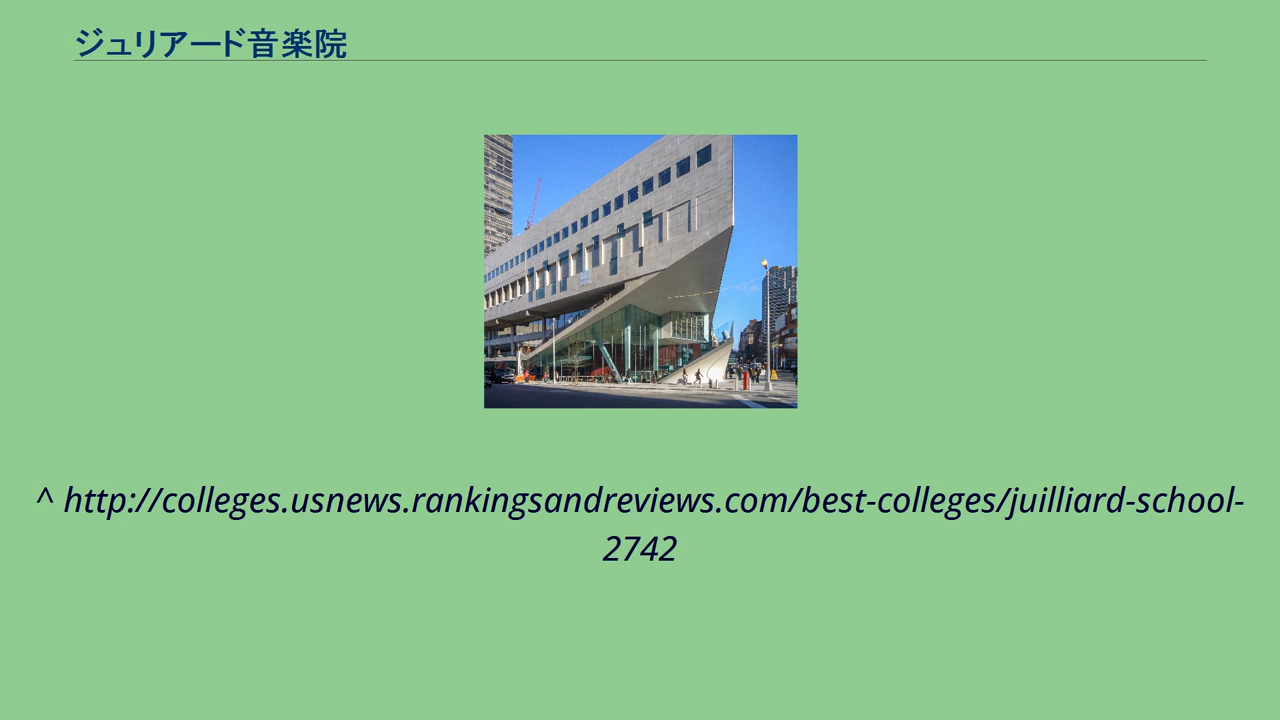 ジュリアード音楽院
^ http://colleges.usnews.rankingsandreviews.com/best-colleges/juilliard-school-
2742